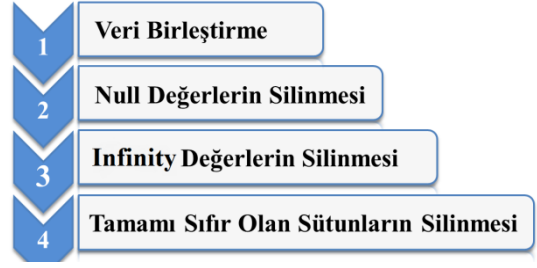 1 Veri Birleştirme
2 Null Değerlerin Silinmesi
3 Infinity Değerlerin Silinmesi
4 Tamamı Sıfır Olan Sütunların Silinmesi